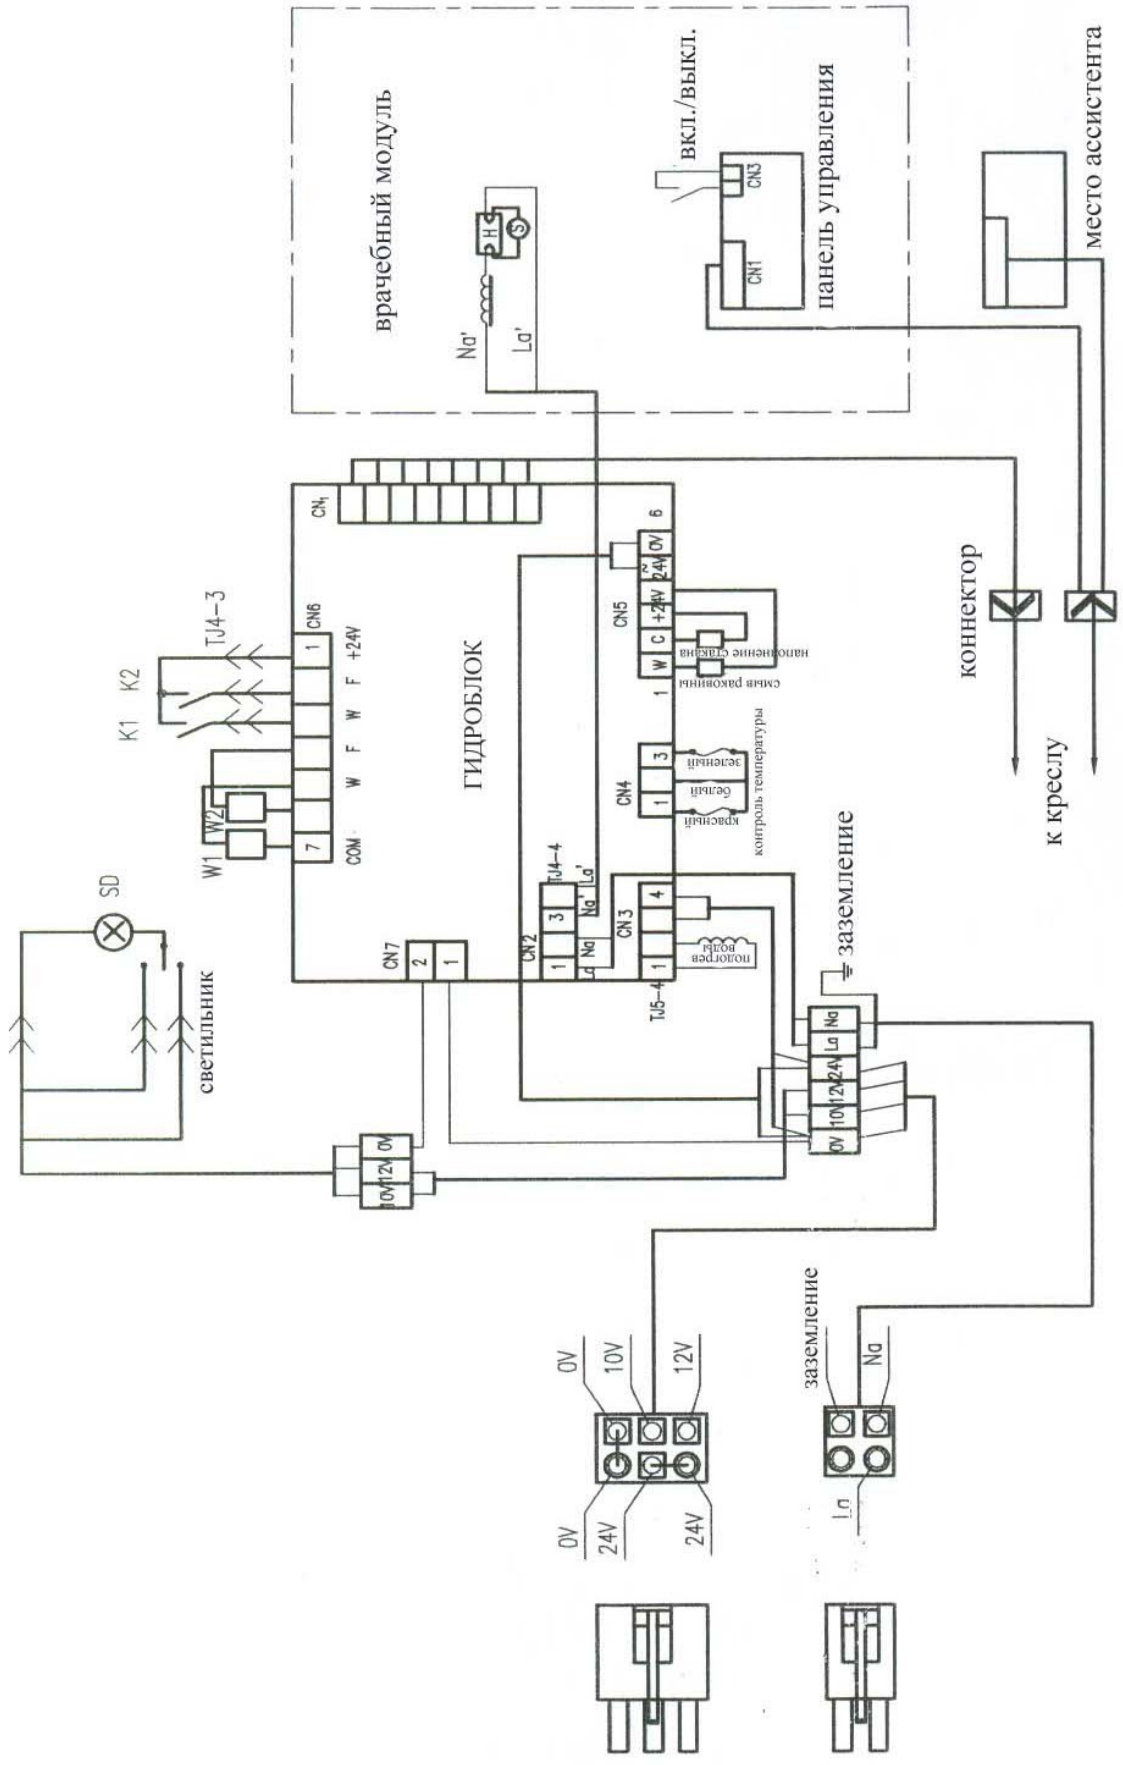 врачебный модуль
Na'
La'
H
S
вкл./выкл.
CN3
CN1
панель управления
место ассистента
K1
K2
TJ4-3
W1
W2
CN6
1
7
+24V
F
W
F
W
COM
CN1
ГИДРОБЛОК
SD
светильник
CN7
2
1
10V
12V
0V
CN2
TJ4-4
1
3
La
Na
Na'
La'
CN3
TJ5-4
1
4
подогрев
воды
CN4
1
3
красный
белый
зеленый
контроль температуры
CN5
1
6
W
C
+24V
~24V
0V
смыв раковины
наполнение стакана
коннектор
к креслу
заземление
0V
10V
12V
24V
La
Na
0V
10V
12V
0V
24V
24V
заземление
Na
La